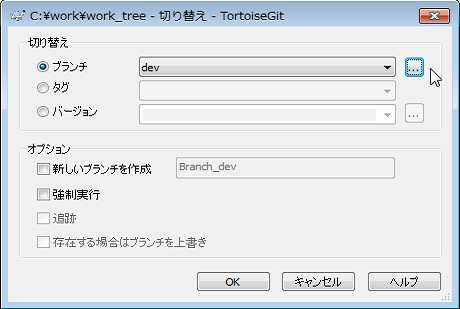 C:¥work¥work_tree - 切り替え - TortoiseGit
切り替え
ブランチ dev ...
タグ
バージョン ...
オプション
新しいブランチを作成 Branch_dev
強制実行
追跡
存在する場合はブランチを上書き
OK キャンセル ヘルプ